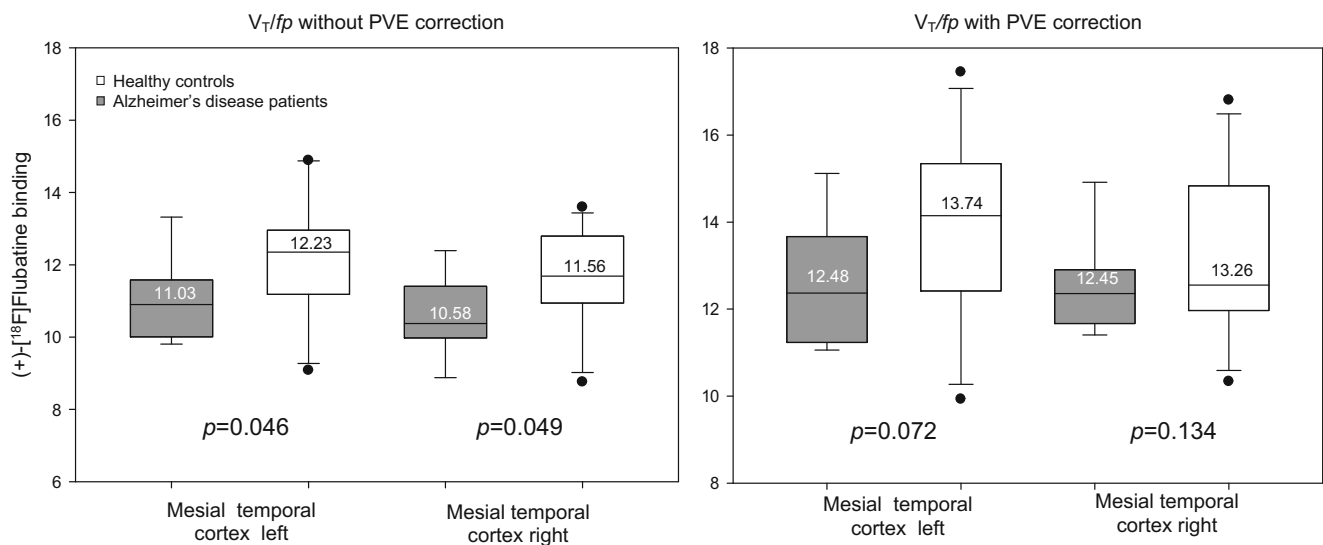 V_T/fp without PVE correction
18
16
14
12
10
8
6
(+)-[¹⁸F]Flubatine binding
Healthy controls
Alzheimer's disease patients
11.03
12.23
10.58
11.56
p=0.046
p=0.049
Mesial temporal
cortex left
Mesial temporal
cortex right
V_T/fp with PVE correction
18
16
14
12
10
8
12.48
13.74
12.45
13.26
p=0.072
p=0.134
Mesial temporal
cortex left
Mesial temporal
cortex right